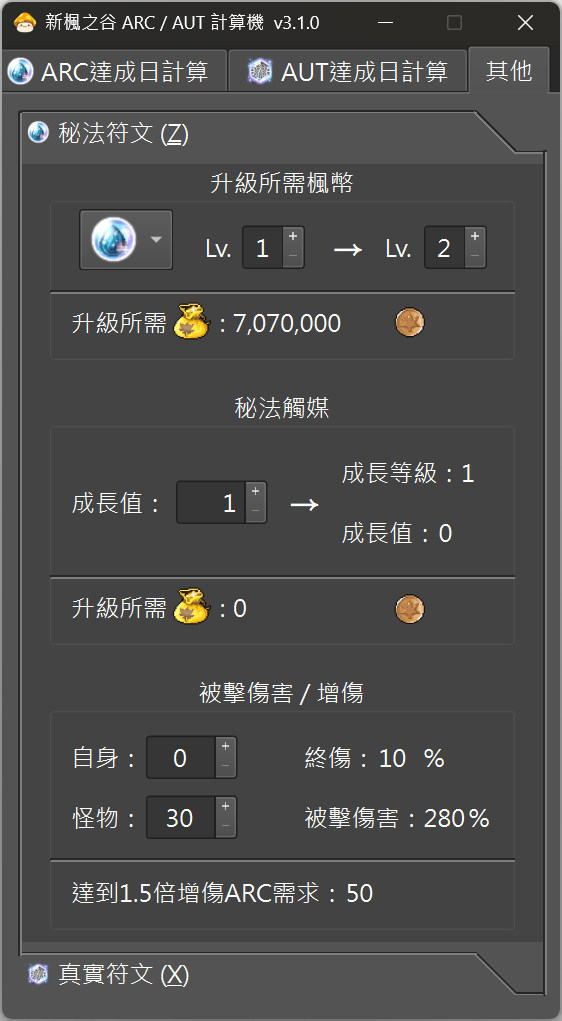 新楓之谷 ARC / AUT 計算機 v3.1.0
ARC達成日計算 AUT達成日計算 其他
秘法符文 (Z)
升級所需楓幣
Lv. 1 + − → Lv. 2 + −
升級所需 : 7,070,000
秘法觸媒
成長值： 1 + − → 成長等級：1
成長值：0
升級所需 : 0
被擊傷害 / 增傷
自身： 0 + − 終傷：10 %
怪物： 30 + − 被擊傷害：280 %
達到1.5倍增傷ARC需求：50
真實符文 (X)